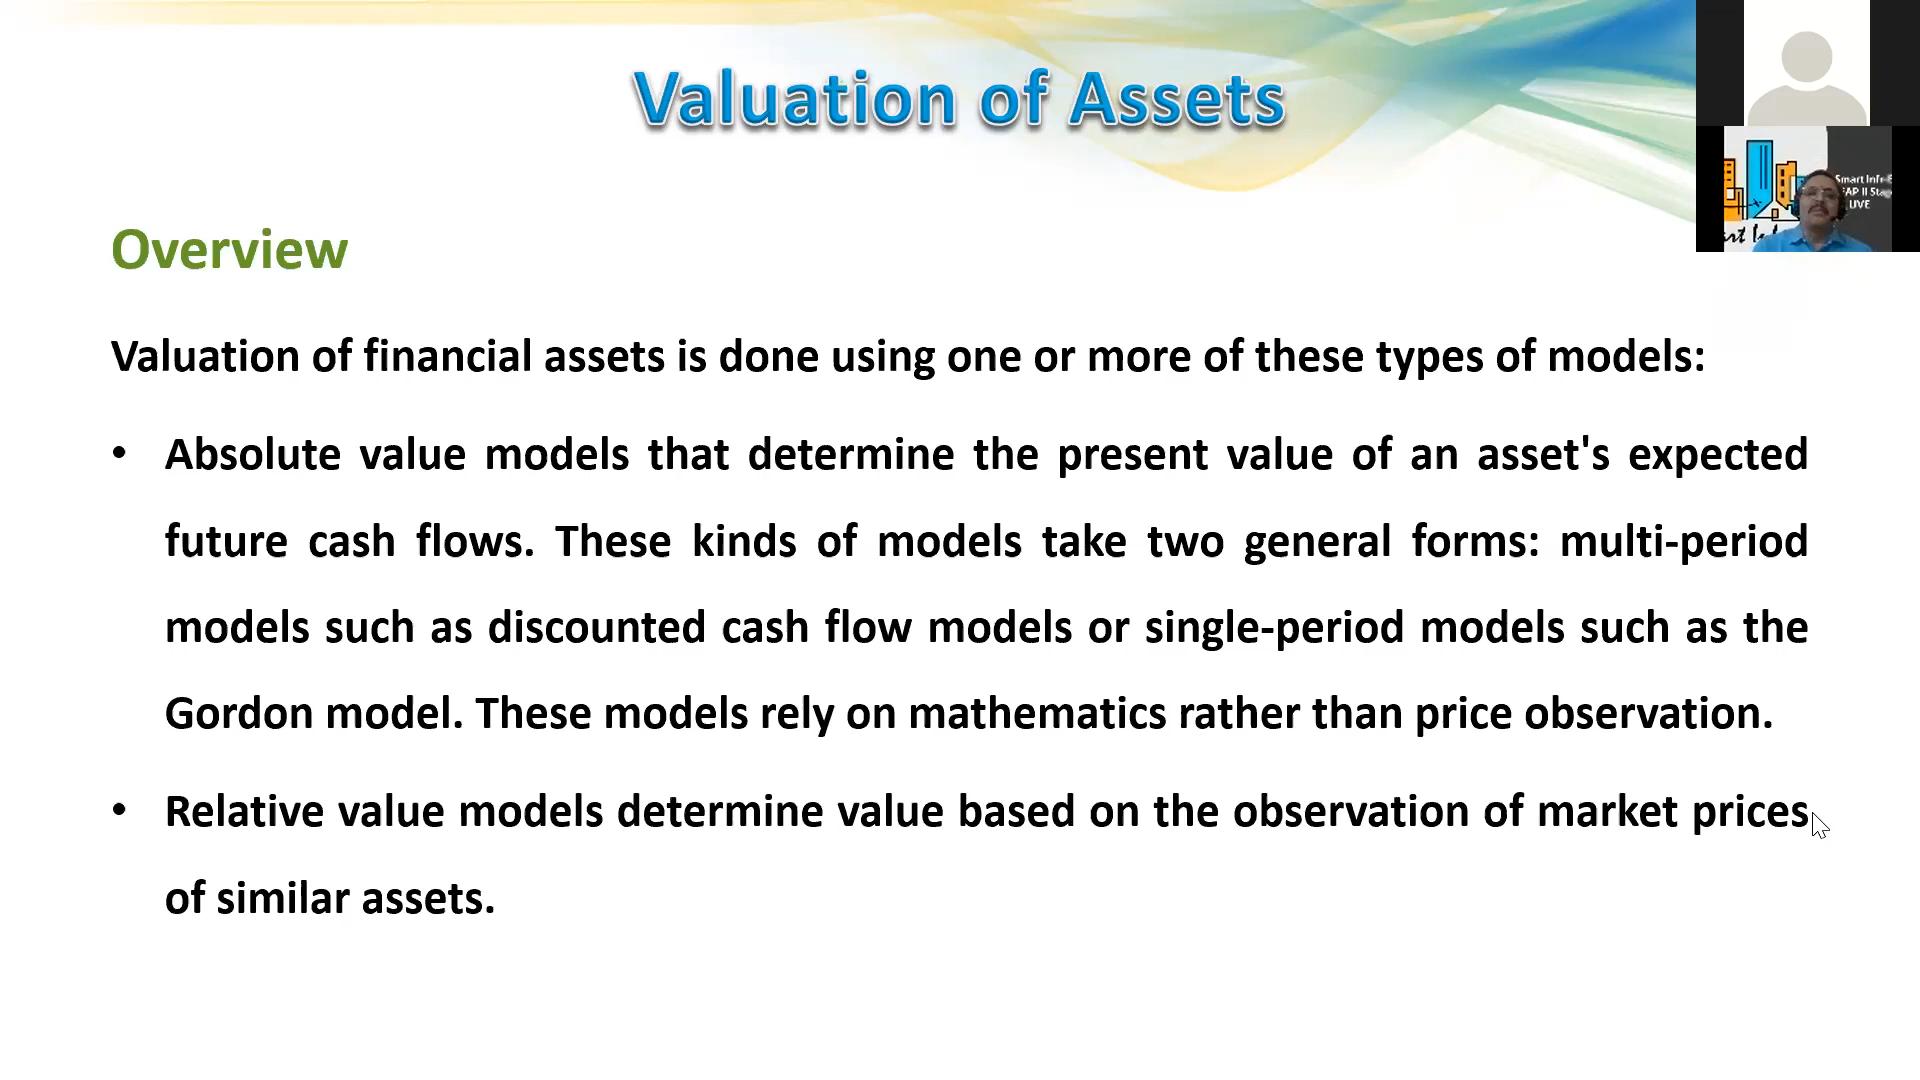 Valuation of Assets
Smart Infr
LIVE
Overview
Valuation of financial assets is done using one or more of these types of models:
• Absolute value models that determine the present value of an asset's expected
future cash flows. These kinds of models take two general forms: multi-period
models such as discounted cash flow models or single-period models such as the
Gordon model. These models rely on mathematics rather than price observation.
• Relative value models determine value based on the observation of market prices
of similar assets.